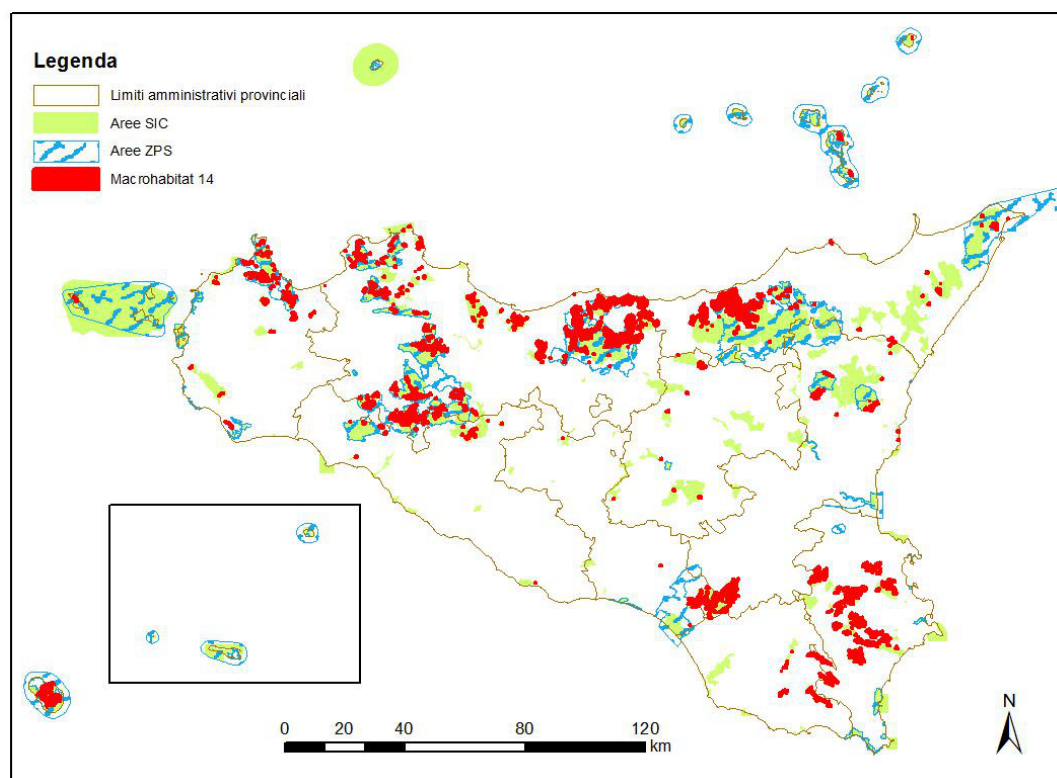 Legenda
Limiti amministrativi provinciali
Aree SIC
Aree ZPS
Macrohabitat 14
N
0 20 40 80 120
km